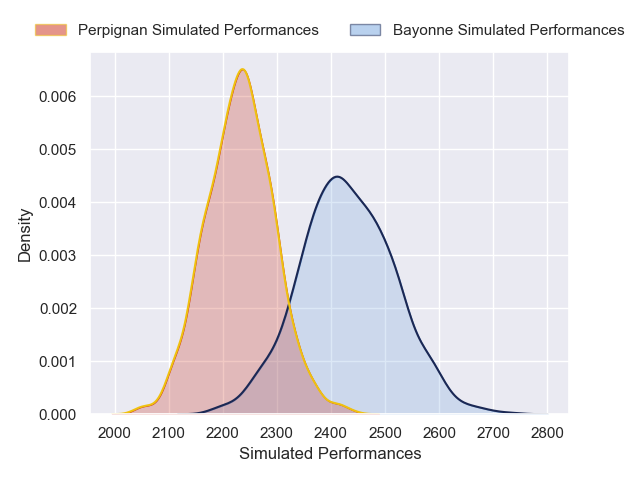 Perpignan Simulated Performances
Bayonne Simulated Performances
Density
0.006
0.005
0.004
0.003
0.002
0.001
0.000
2000 2100 2200 2300 2400 2500 2600 2700 2800
Simulated Performances